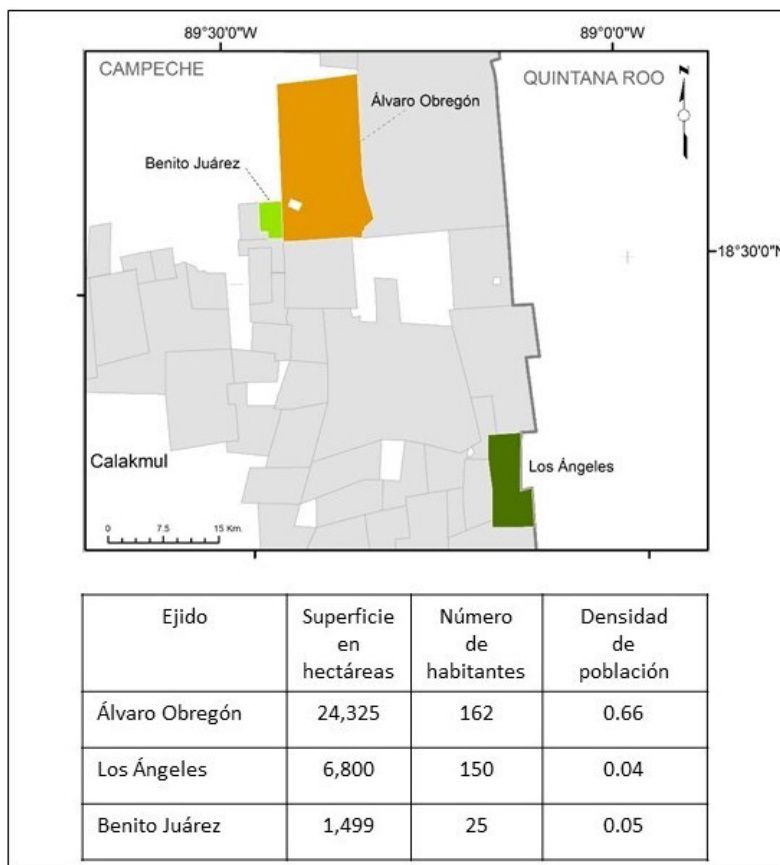 89°30'0"W
89°0'0"W
CAMPECHE
QUINTANA ROO
N
Álvaro Obregón
Benito Juárez
18°30'0"N
Calakmul
Los Ángeles
0 7.5 15 Km.
Ejido
Superficie
en
hectáreas
Número
de
habitantes
Densidad
de
población
Álvaro Obregón 24,325 162 0.66
Los Ángeles 6,800 150 0.04
Benito Juárez 1,499 25 0.05